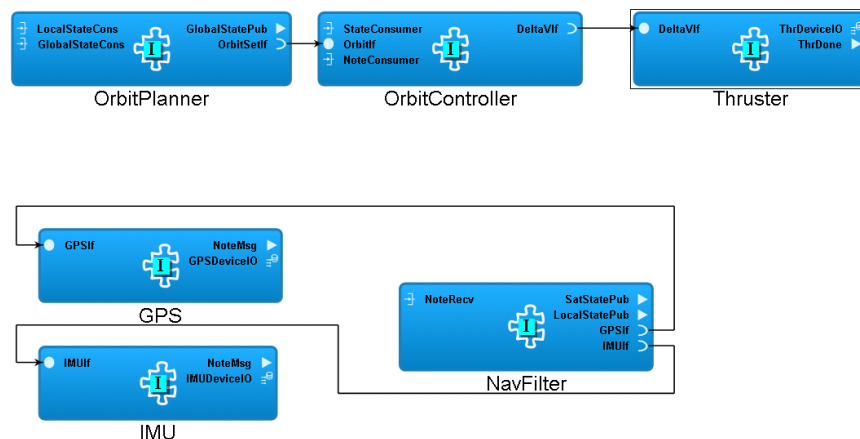 LocalStateCons GlobalStatePub
GlobalStateCons OrbitSetIf
I
OrbitPlanner
StateConsumer DeltaVIf
OrbitIf
NoteConsumer
I
OrbitController
DeltaVIf ThrDeviceIO
ThrDone
I
Thruster
GPSIf NoteMsg
GPSDeviceIO
I
GPS
IMUIf NoteMsg
IMUDeviceIO
I
IMU
NoteRecv SatStatePub
LocalStatePub
GPSIf
IMUIf
I
NavFilter